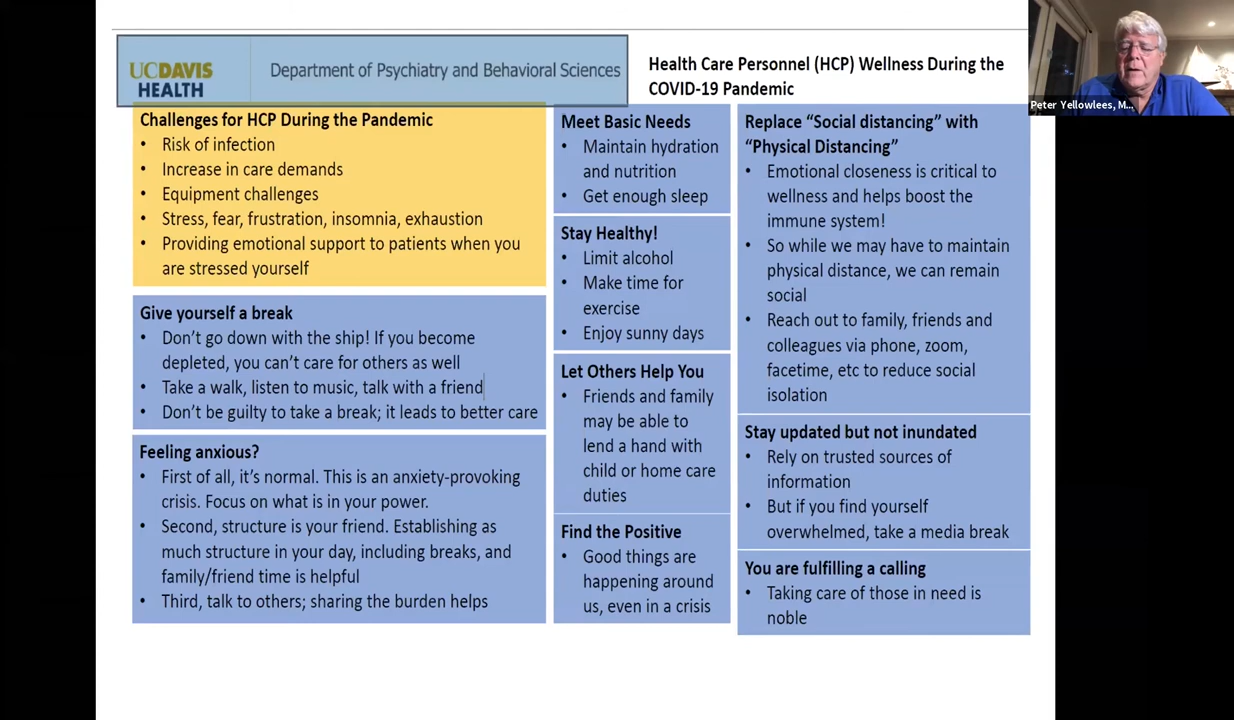 UCDAVIS
HEALTH
Department of Psychiatry and Behavioral Sciences
Health Care Personnel (HCP) Wellness During the
COVID-19 Pandemic
Peter Yellowlees, M...
Challenges for HCP During the Pandemic
• Risk of infection
• Increase in care demands
• Equipment challenges
• Stress, fear, frustration, insomnia, exhaustion
• Providing emotional support to patients when you
are stressed yourself
Give yourself a break
• Don’t go down with the ship! If you become
depleted, you can’t care for others as well
• Take a walk, listen to music, talk with a friend
• Don’t be guilty to take a break; it leads to better care
Feeling anxious?
• First of all, it’s normal. This is an anxiety-provoking
crisis. Focus on what is in your power.
• Second, structure is your friend. Establishing as
much structure in your day, including breaks, and
family/friend time is helpful
• Third, talk to others; sharing the burden helps
Meet Basic Needs
• Maintain hydration
and nutrition
• Get enough sleep
Stay Healthy!
• Limit alcohol
• Make time for
exercise
• Enjoy sunny days
Let Others Help You
• Friends and family
may be able to
lend a hand with
child or home care
duties
Find the Positive
• Good things are
happening around
us, even in a crisis
Replace “Social distancing” with
“Physical Distancing”
• Emotional closeness is critical to
wellness and helps boost the
immune system!
• So while we may have to maintain
physical distance, we can remain
social
• Reach out to family, friends and
colleagues via phone, zoom,
facetime, etc to reduce social
isolation
Stay updated but not inundated
• Rely on trusted sources of
information
• But if you find yourself
overwhelmed, take a media break
You are fulfilling a calling
• Taking care of those in need is
noble